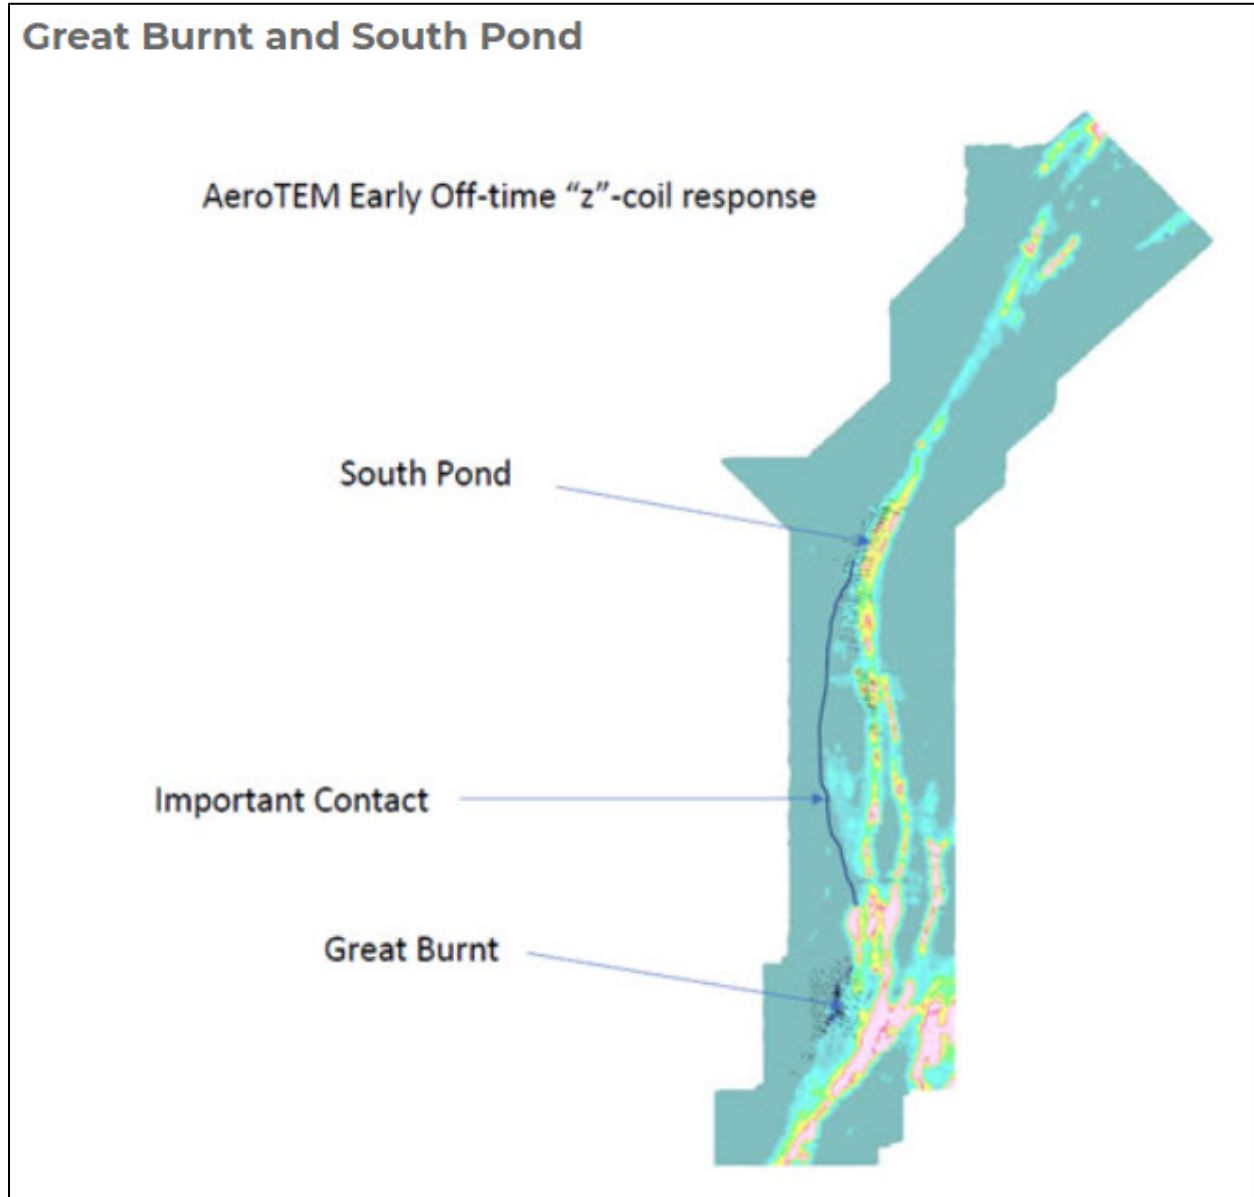 Great Burnt and South Pond
AeroTEM Early Off-time “z”-coil response
South Pond
Important Contact
Great Burnt